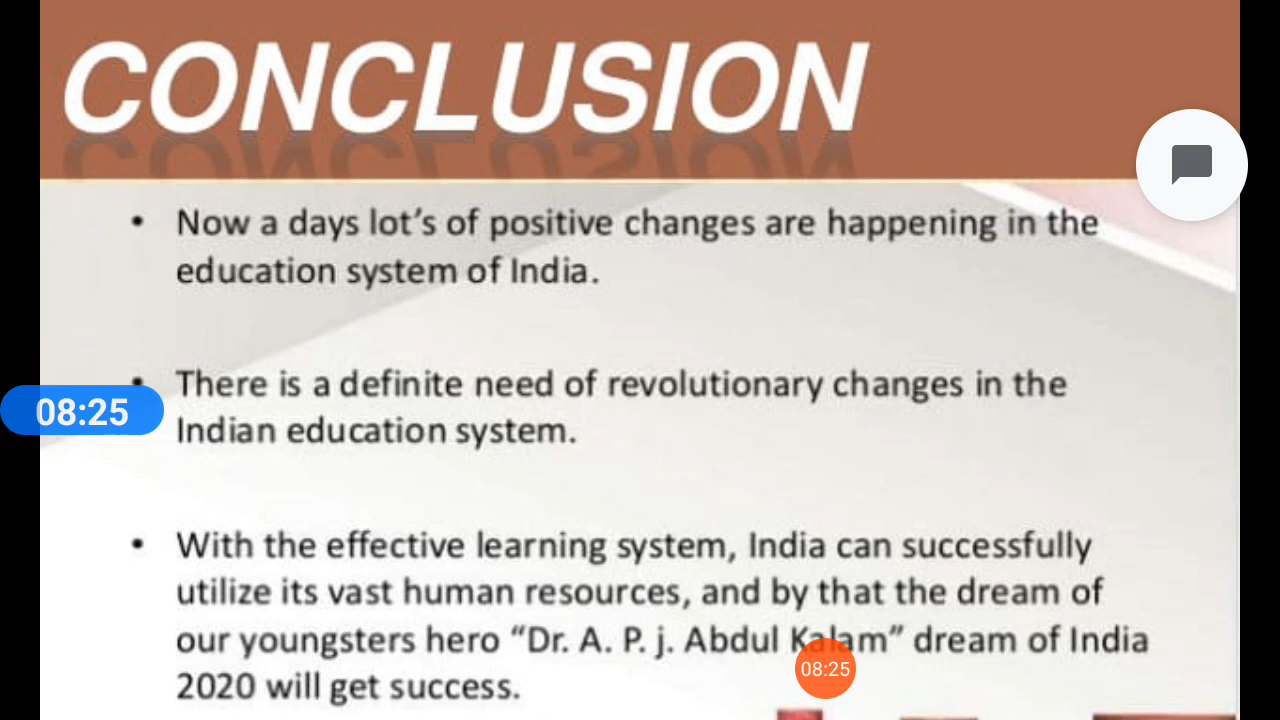 CONCLUSION
• Now a days lot’s of positive changes are happening in the
education system of India.
• There is a definite need of revolutionary changes in the
08:25
Indian education system.
• With the effective learning system, India can successfully
utilize its vast human resources, and by that the dream of
our youngsters hero “Dr. A. P. j. Abdul Kalam” dream of India
08:25
2020 will get success.